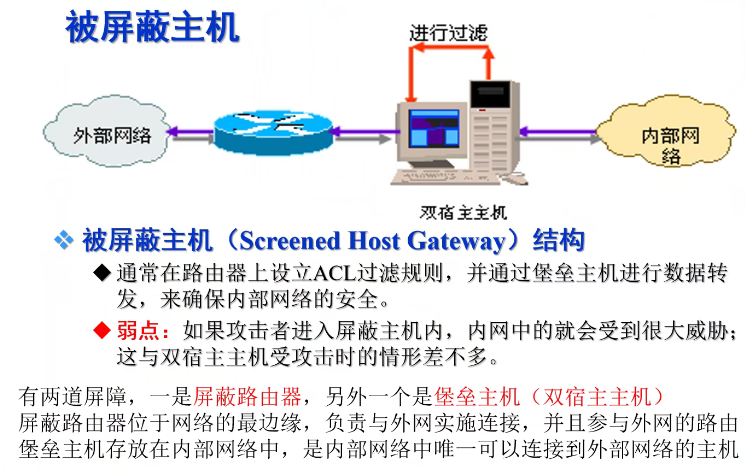 被屏蔽主机
进行过滤
外部网络
内部网
络
双宿主主机
被屏蔽主机（Screened Host Gateway）结构
通常在路由器上设立ACL过滤规则，并通过堡垒主机进行数据转
发，来确保内部网络的安全。
弱点：如果攻击者进入屏蔽主机内，内网中的就会受到很大威胁；
这与双宿主主机受攻击时的情形差不多。
有两道屏障，一是屏蔽路由器，另外一个是堡垒主机（双宿主主机）
屏蔽路由器位于网络的最边缘，负责与外网实施连接，并且参与外网的路由
堡垒主机存放在内部网络中，是内部网络中唯一可以连接到外部网络的主机